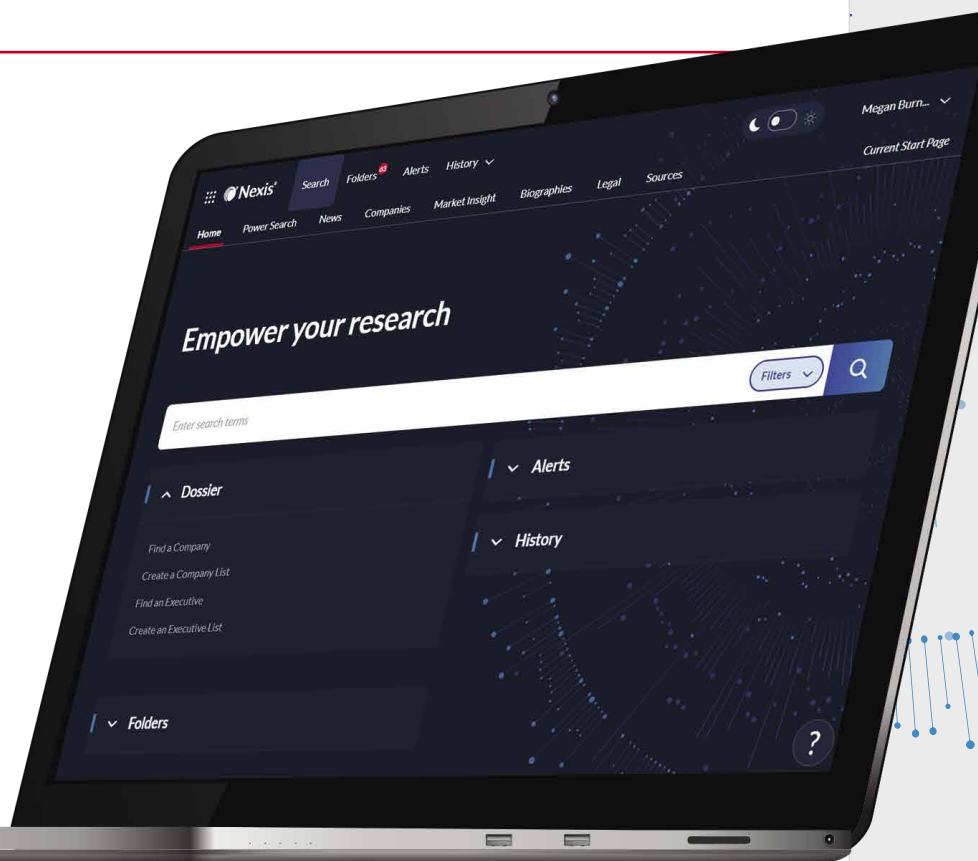 Nexis® Search Folders 45 Alerts History Megan Burn...
Current Start Page
Home Power Search News Companies Market Insight Biographies Legal Sources
Empower your research
Enter search terms Filters
Dossier
Find a Company
Create a Company List
Find an Executive
Create an Executive List
Alerts
History
Folders
?